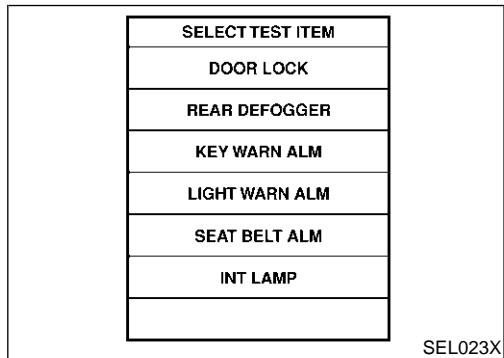 SELECT TEST ITEM
DOOR LOCK
REAR DEFOGGER
KEY WARN ALM
LIGHT WARN ALM
SEAT BELT ALM
INT LAMP
SEL023X